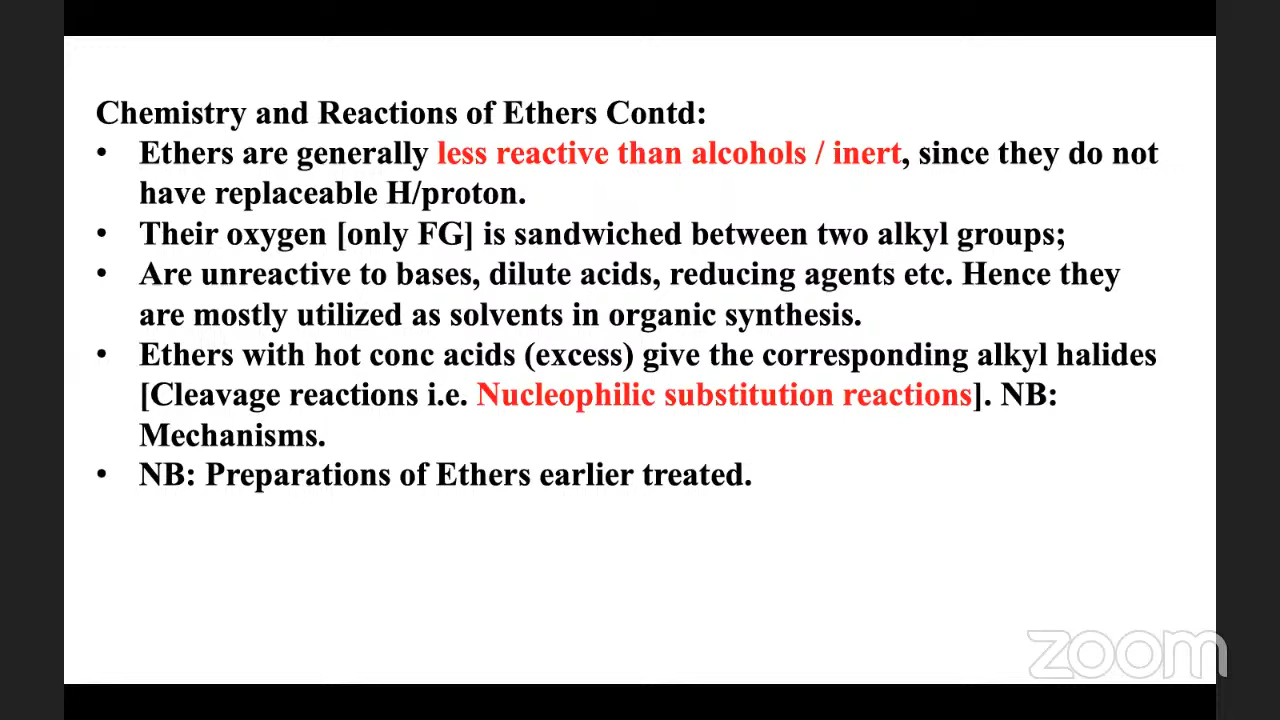 Chemistry and Reactions of Ethers Contd:
• Ethers are generally less reactive than alcohols / inert, since they do not
have replaceable H/proton.
• Their oxygen [only FG] is sandwiched between two alkyl groups;
• Are unreactive to bases, dilute acids, reducing agents etc. Hence they
are mostly utilized as solvents in organic synthesis.
• Ethers with hot conc acids (excess) give the corresponding alkyl halides
[Cleavage reactions i.e. Nucleophilic substitution reactions]. NB:
Mechanisms.
• NB: Preparations of Ethers earlier treated.
zoom